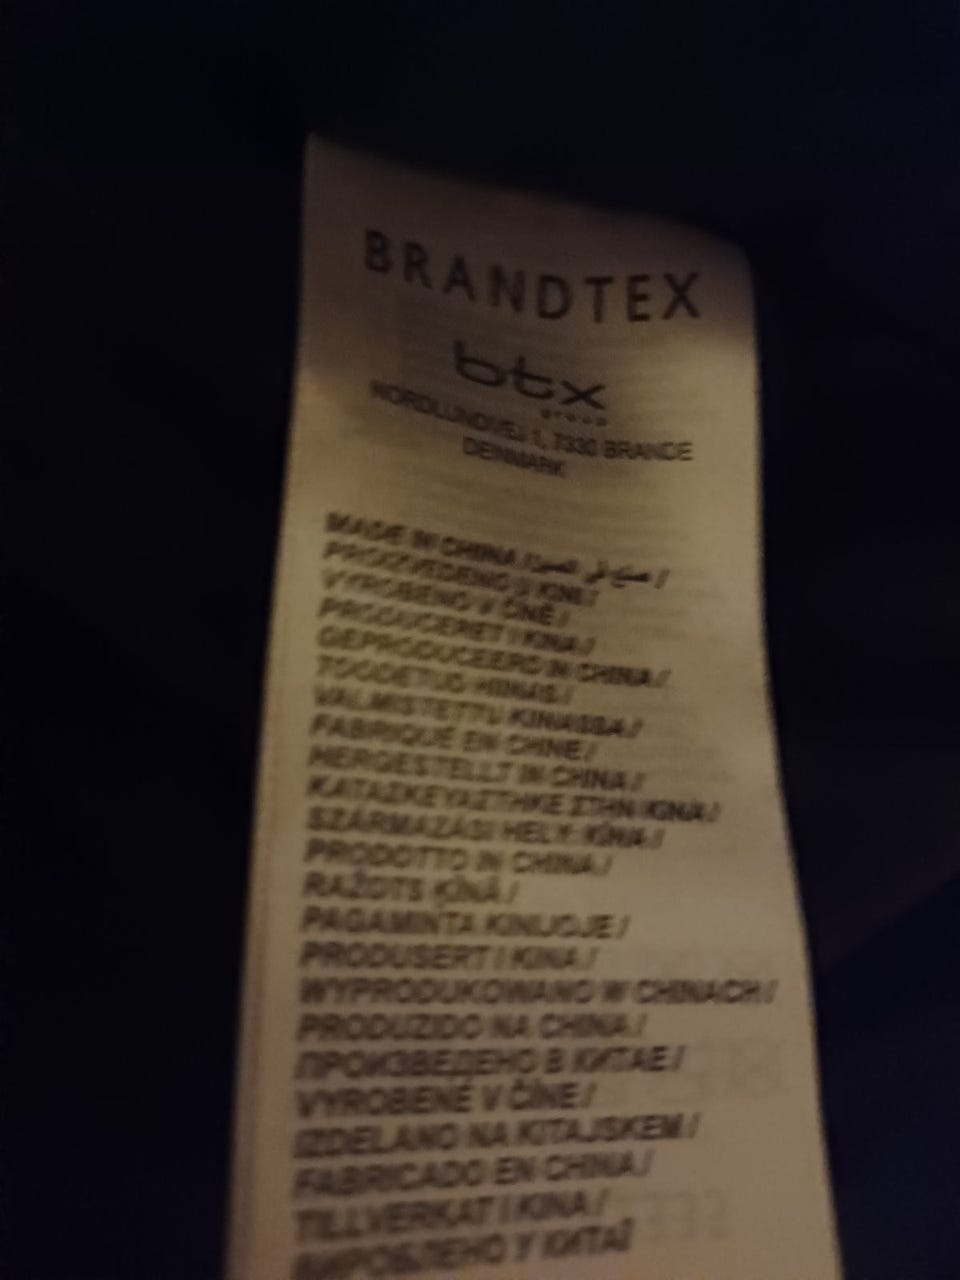 BRANDTEX
btx
group
NORDLUNDVEJ 1, 7330 BRANDE
DENMARK
MADE IN CHINA / صنع في الصين /
PROIZVEDENO U KINI /
VYROBENO V ČÍNĚ /
PRODUCERET I KINA /
GEPRODUCEERD IN CHINA /
TOODETUD HIINAS /
VALMISTETTU KIINASSA /
FABRIQUÉ EN CHINE /
HERGESTELLT IN CHINA /
ΚΑΤΑΣΚΕΥΑΣΤΗΚΕ ΣΤΗΝ ΚΙΝΑ /
SZÁRMAZÁSI HELY: KÍNA /
PRODOTTO IN CHINA /
RAŽOTS ĶĪNĀ /
PAGAMINTA KINIJOJE /
PRODUSERT I KINA /
WYPRODUKOWANO W CHINACH /
PRODUZIDO NA CHINA /
ПРОИЗВЕДЕНО В КИТАЕ /
VYROBENÉ V ČÍNE /
IZDELANO NA KITAJSKEM /
FABRICADO EN CHINA /
TILLVERKAT I KINA /
ВИРОБЛЕНО У КИТАЇ